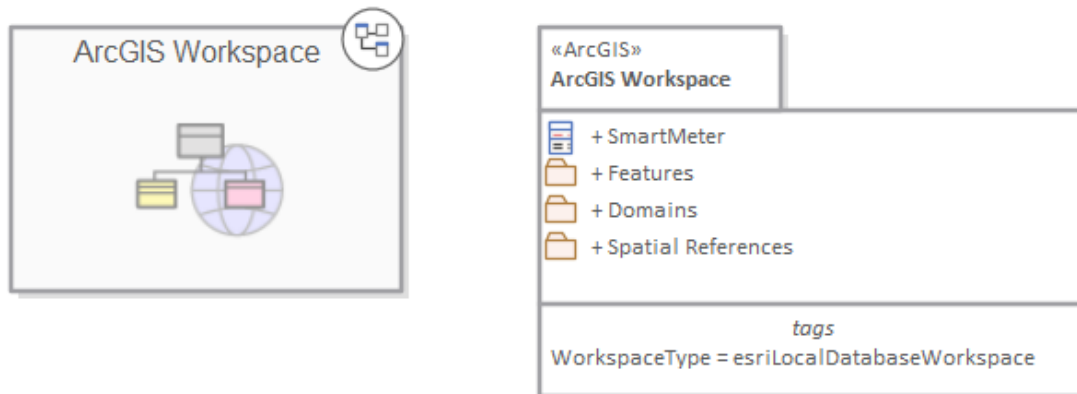 ArcGIS Workspace
«ArcGIS»
ArcGIS Workspace
+ SmartMeter
+ Features
+ Domains
+ Spatial References
tags
WorkspaceType = esriLocalDatabaseWorkspace